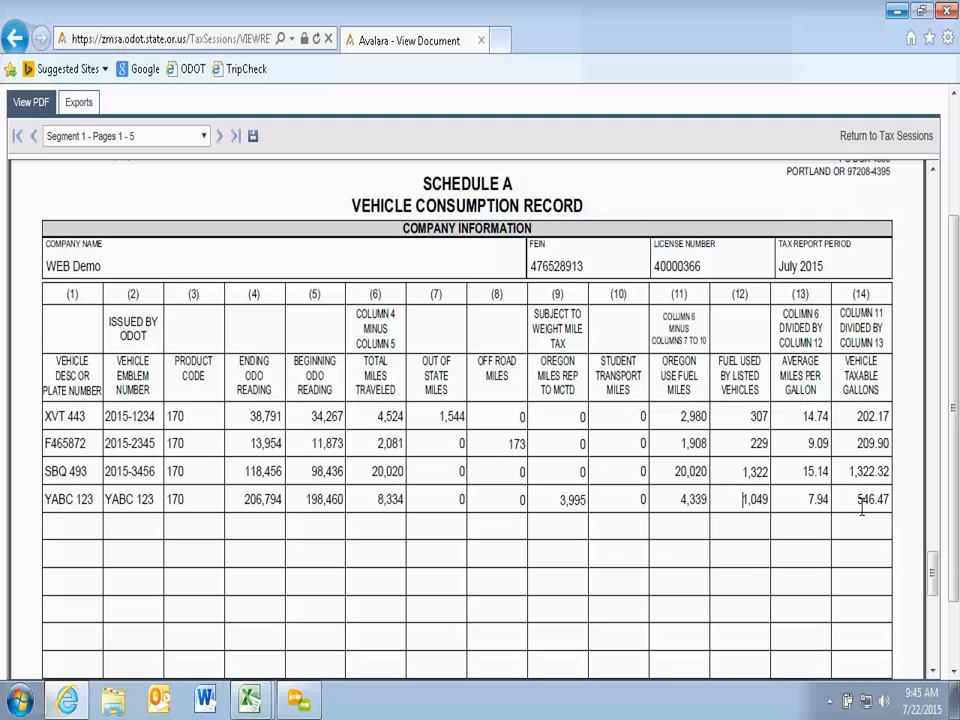 https://zmsa.odot.state.or.us/TaxSessions/VIEWRE
Avalara - View Document
Suggested Sites
Google
ODOT
TripCheck
View PDF
Exports
Segment 1 - Pages 1 - 5
Return to Tax Sessions
PORTLAND OR 97208-4395
SCHEDULE A
VEHICLE CONSUMPTION RECORD
COMPANY INFORMATION
COMPANY NAME FEIN LICENSE NUMBER TAX REPORT PERIOD
WEB Demo 476528913 40000366 July 2015
(1) (2) (3) (4) (5) (6) (7) (8) (9) (10) (11) (12) (13) (14)
VEHICLE
DESC OR
PLATE NUMBER
ISSUED BY
ODOT
VEHICLE
EMBLEM
NUMBER
PRODUCT
CODE
ENDING
ODO
READING
BEGINNING
ODO
READING
COLUMN 4
MINUS
COLUMN 5
TOTAL
MILES
TRAVELED
OUT OF
STATE
MILES
OFF ROAD
MILES
SUBJECT TO
WEIGHT MILE
TAX
OREGON
MILES REP
TO MCTD
STUDENT
TRANSPORT
MILES
COLUMN 6
MINUS
COLUMNS 7 TO 10
OREGON
USE FUEL
MILES
FUEL USED
BY LISTED
VEHICLES
COLIMN 6
DIVIDED BY
COLUMN 12
AVERAGE
MILES PER
GALLON
COLUMN 11
DIVIDED BY
COLUMN 13
VEHICLE
TAXABLE
GALLONS
XVT 443 2015-1234 170 38,791 34,267 4,524 1,544 0 0 0 2,980 307 14.74 202.17
F465872 2015-2345 170 13,954 11,873 2,081 0 173 0 0 1,908 229 9.09 209.90
SBQ 493 2015-3456 170 118,456 98,436 20,020 0 0 0 0 20,020 1,322 15.14 1,322.32
YABC 123 YABC 123 170 206,794 198,460 8,334 0 0 3,995 0 4,339 1,049 7.94 546.47
9:45 AM
7/22/2015